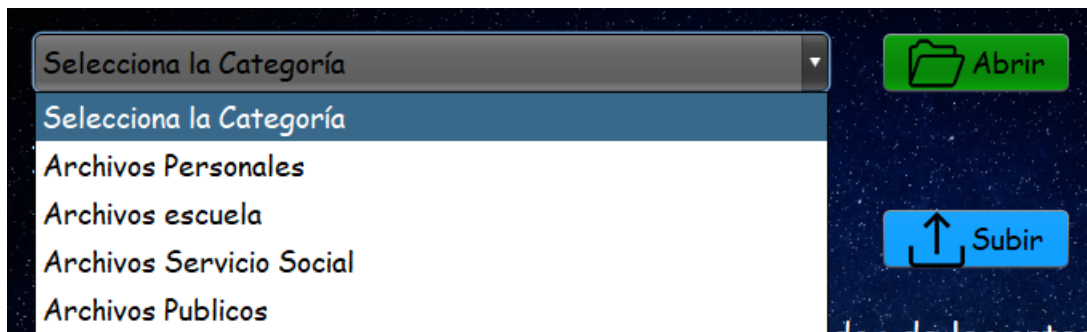 Selecciona la Categoría
Abrir
Selecciona la Categoría
Archivos Personales
Archivos escuela
Subir
Archivos Servicio Social
Archivos Publicos